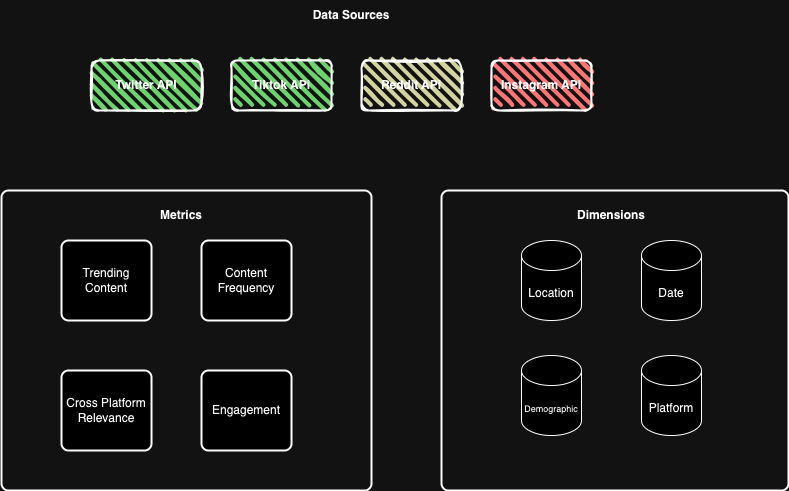 Data Sources
Twitter API
Tiktok API
Reddit API
Instagram API
Metrics
Trending
Content
Content
Frequency
Cross Platform
Relevance
Engagement
Dimensions
Location
Date
Demographic
Platform